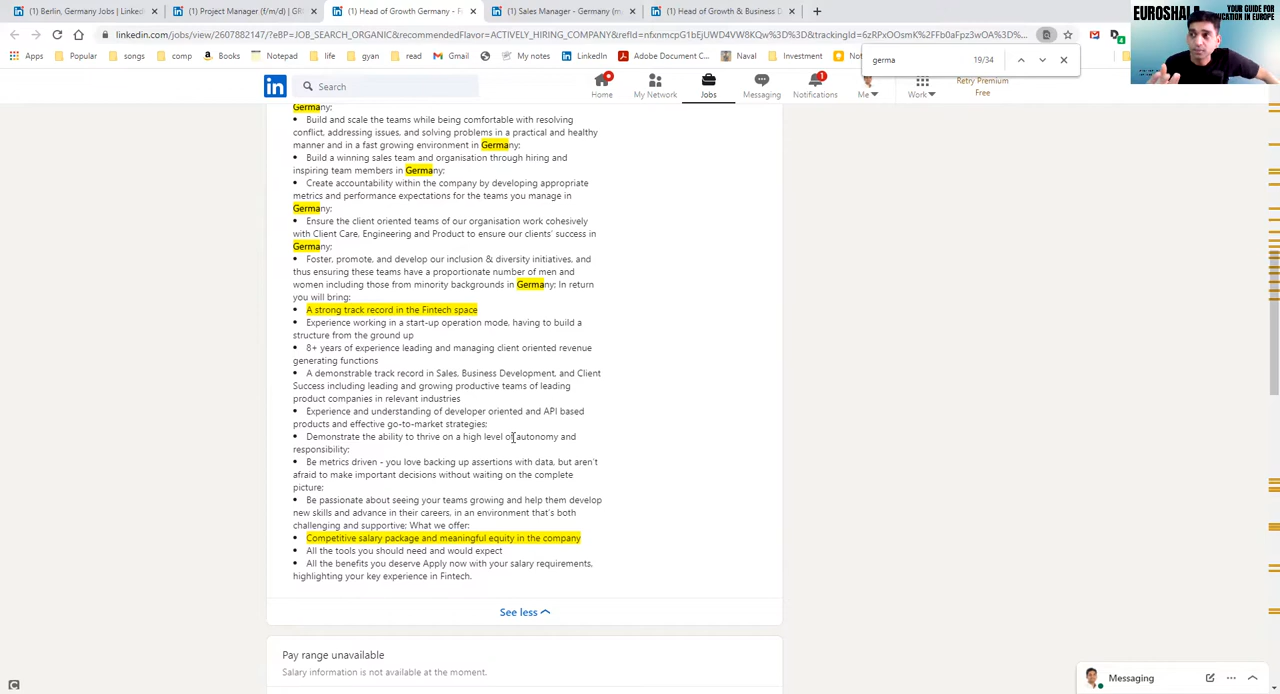 (1) Berlin, Germany Jobs | Linked
(1) Project Manager (f/m/d) | GRI
(1) Head of Growth Germany - F
(1) Sales Manager - Germany (m
(1) Head of Growth & Business D
EUROSHALA
YOUR GUIDE FOR
EDUCATION IN EUROPE
linkedin.com/jobs/view/2607882147/?eBP=JOB_SEARCH_ORGANIC&recommendedFlavor=ACTIVELY_HIRING_COMPANY&refId=
Apps
Popular
songs
comp
Books
Notepad
life
gyan
read
German
My notes
LinkedIn
Adobe Document C...
Naval
Investment
Not
germa
19/34
Search
Home
My Network
Jobs
Messaging
1
Notifications
Me
Work
Retry Premium
Free
Germany:
• Build and scale the teams while being comfortable with resolving
conflict, addressing issues, and solving problems in a practical and healthy
manner and in a fast growing environment in Germany:
• Build a winning sales team and organisation through hiring and
inspiring team members in Germany:
• Create accountability within the company by developing appropriate
metrics and performance expectations for the teams you manage in
Germany:
• Ensure the client oriented teams of our organisation work cohesively
with Client Care, Engineering and Product to ensure our clients' success in
Germany:
• Foster, promote, and develop our inclusion & diversity initiatives, and
thus ensuring these teams have a proportionate number of men and
women including those from minority backgrounds in Germany: In return
you will bring:
• A strong track record in the Fintech space
• Experience working in a start-up operation mode, having to build a
structure from the ground up
• 8+ years of experience leading and managing client oriented revenue
generating functions
• A demonstrable track record in Sales, Business Development, and Client
Success including leading and growing productive teams of leading
product companies in relevant industries
• Experience and understanding of developer oriented and API based
products and effective go-to-market strategies:
• Demonstrate the ability to thrive on a high level of autonomy and
responsibility:
• Be metrics driven - you love backing up assertions with data, but aren't
afraid to make important decisions without waiting on the complete
picture;
• Be passionate about seeing your teams growing and help them develop
new skills and advance in their careers, in an environment that's both
challenging and supportive; What we offer:
• Competitive salary package and meaningful equity in the company
• All the tools you should need and would expect
• All the benefits you deserve Apply now with your salary requirements,
highlighting your key experience in Fintech.
See less
Pay range unavailable
Salary information is not available at the moment.
Messaging